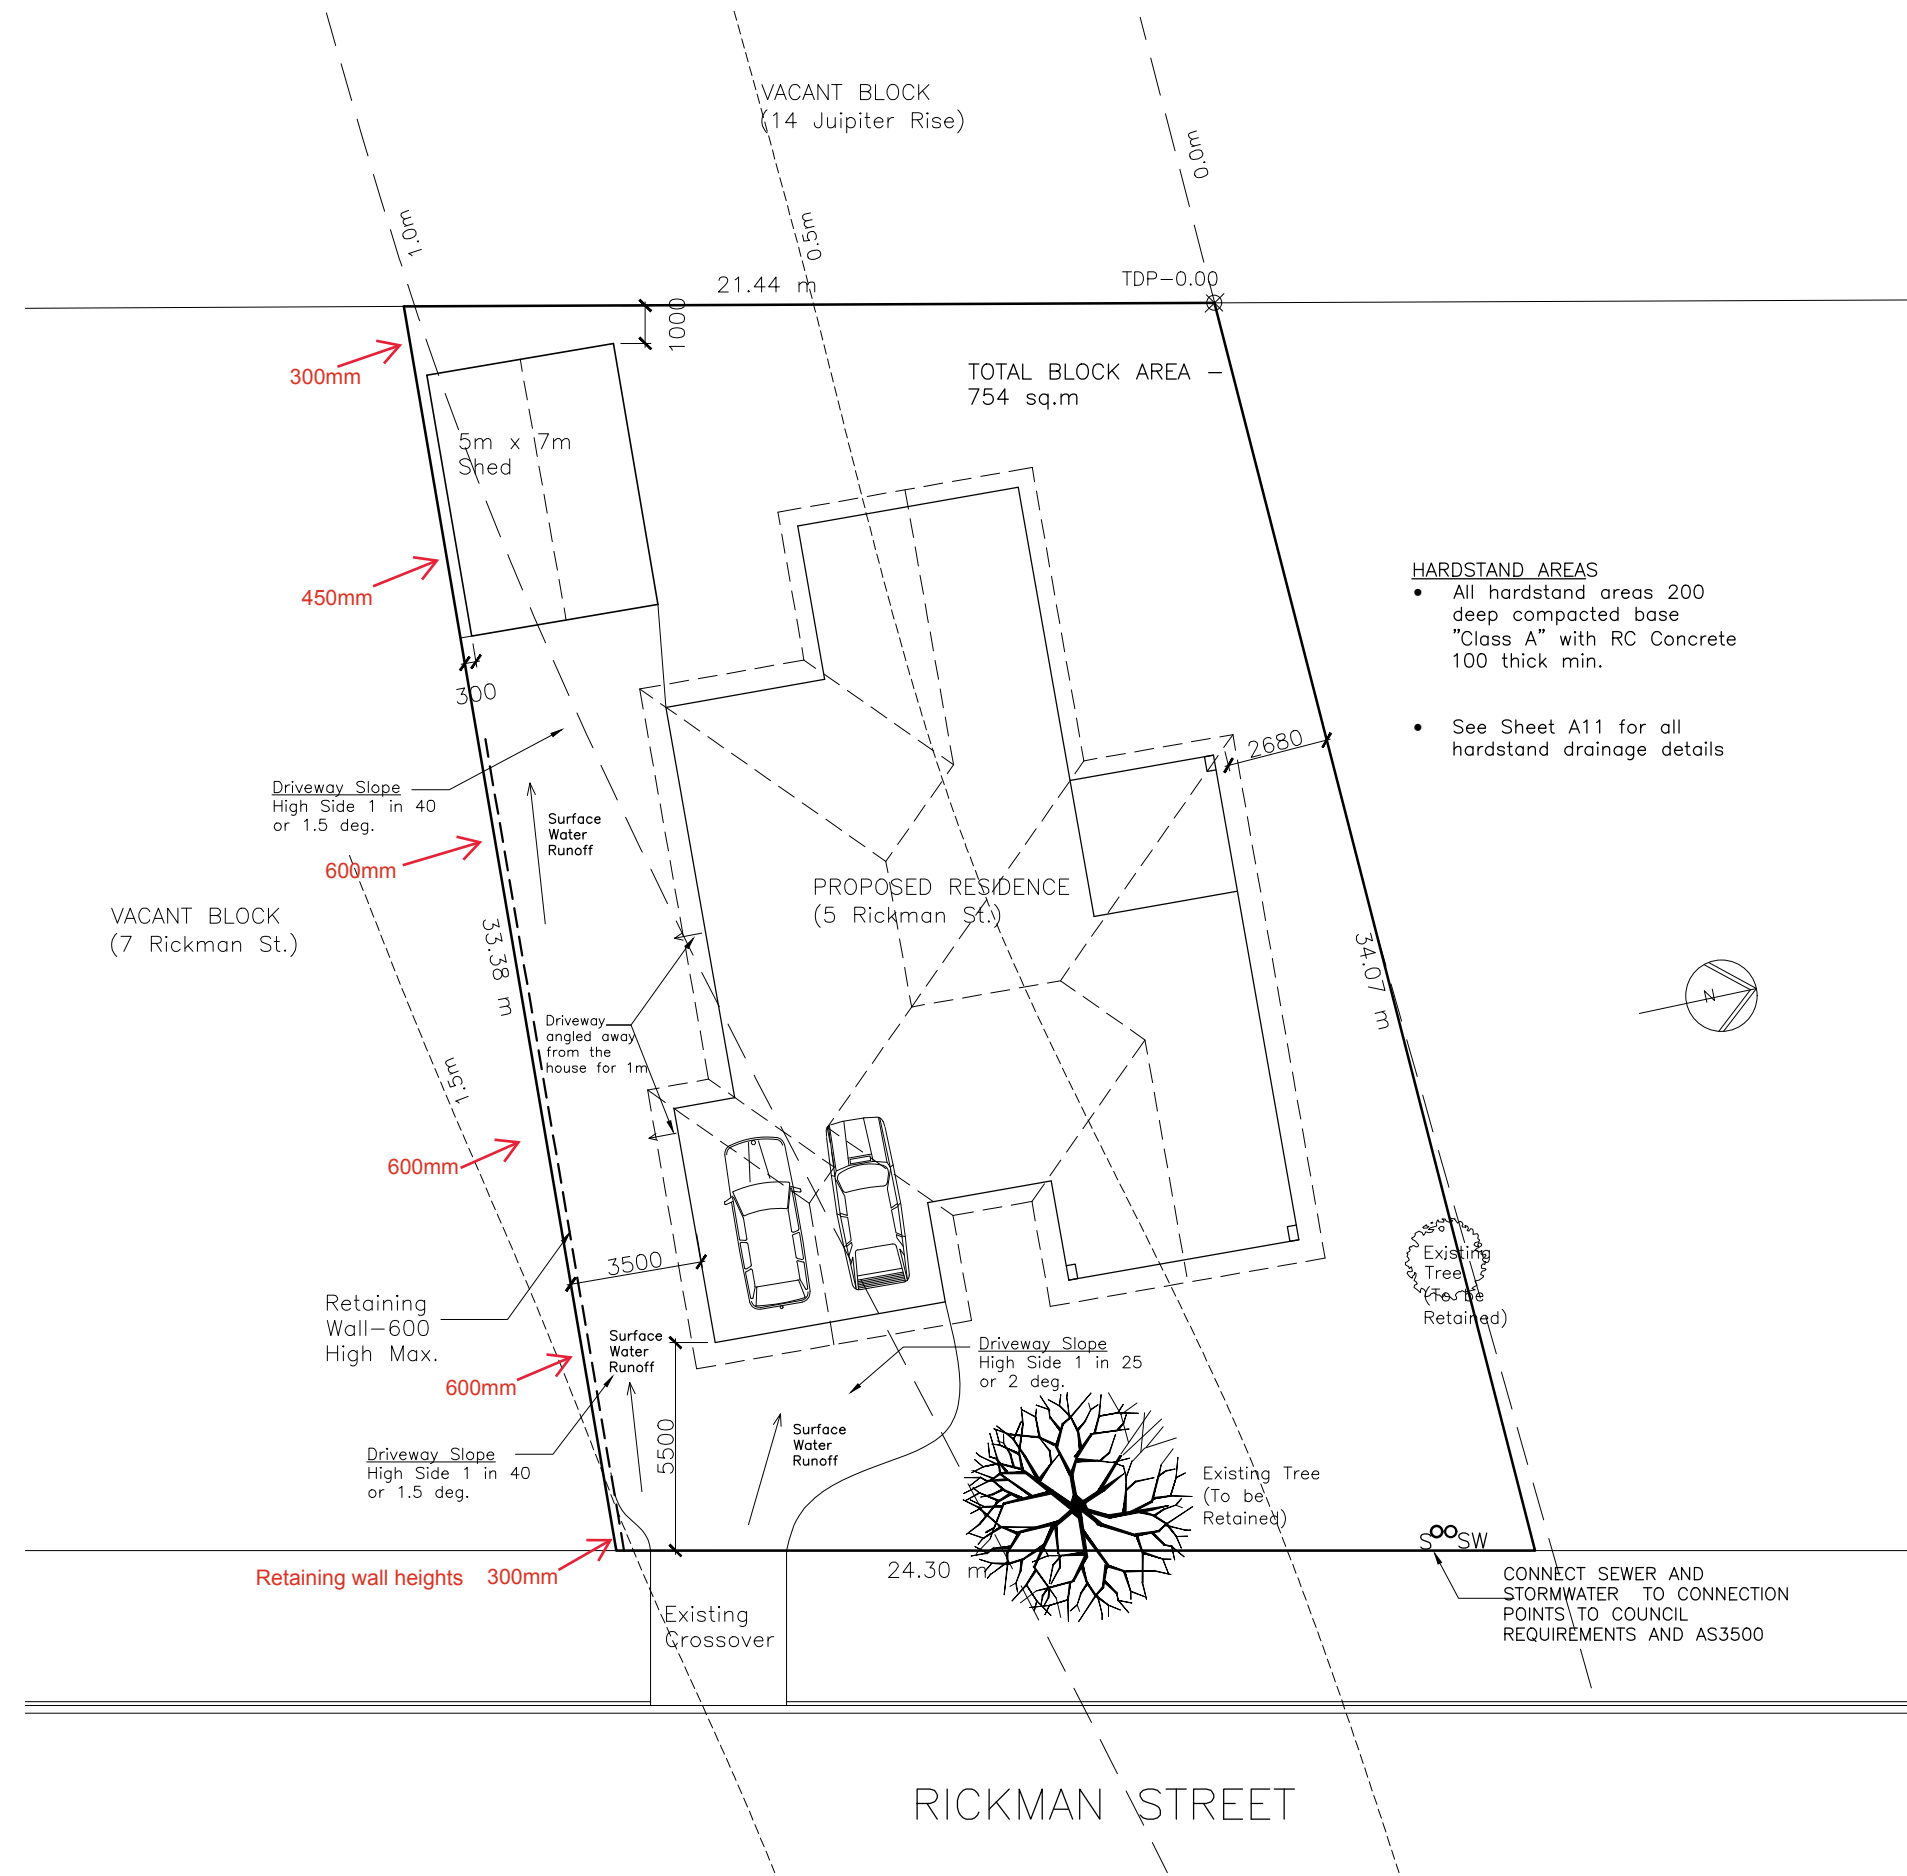 VACANT BLOCK
(14 Juipiter Rise)
0.0m
1.0m
0.5m
21.44 m
TDP-0.00
1000
300mm
TOTAL BLOCK AREA -
754 sq.m
5m x 7m
Shed
450mm
HARDSTAND AREAS
• All hardstand areas 200
deep compacted base
"Class A" with RC Concrete
100 thick min.
• See Sheet A11 for all
hardstand drainage details
300
2680
Driveway Slope
High Side 1 in 40
or 1.5 deg.
Surface
Water
Runoff
600mm
PROPOSED RESIDENCE
(5 Rickman St.)
VACANT BLOCK
(7 Rickman St.)
33.38 m
34.07 m
N
Driveway
angled away
from the
house for 1m
1.5m
600mm
3500
Existing
Tree
(To be
Retained)
Retaining
Wall-600
High Max.
Surface
Water
Runoff
Driveway Slope
High Side 1 in 25
or 2 deg.
600mm
5500
Surface
Water
Runoff
Driveway Slope
High Side 1 in 40
or 1.5 deg.
Existing Tree
(To be
Retained)
S SW
Retaining wall heights 300mm
24.30 m
CONNECT SEWER AND
STORMWATER TO CONNECTION
POINTS TO COUNCIL
REQUIREMENTS AND AS3500
Existing
Crossover
RICKMAN STREET